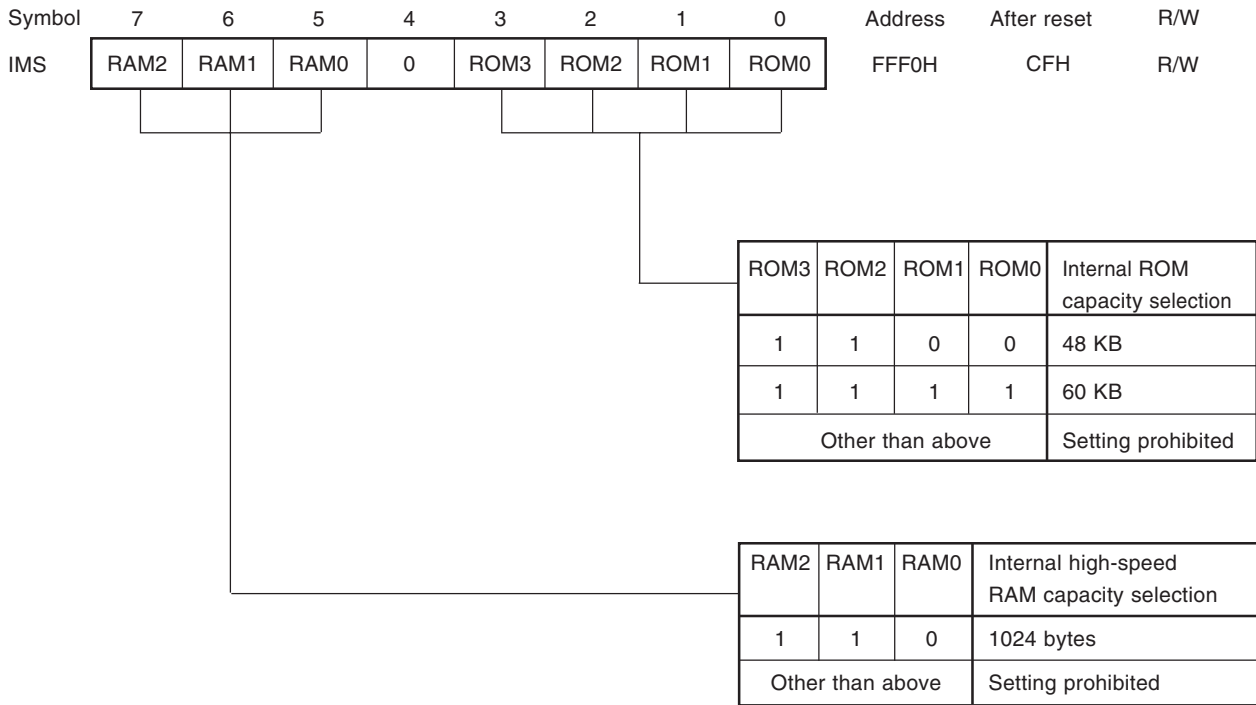 Symbol 7 6 5 4 3 2 1 0 Address After reset R/W
IMS RAM2 RAM1 RAM0 0 ROM3 ROM2 ROM1 ROM0 FFF0H CFH R/W
ROM3 ROM2 ROM1 ROM0 Internal ROM
capacity selection
1 1 0 0 48 KB
1 1 1 1 60 KB
Other than above Setting prohibited
RAM2 RAM1 RAM0 Internal high-speed
RAM capacity selection
1 1 0 1024 bytes
Other than above Setting prohibited